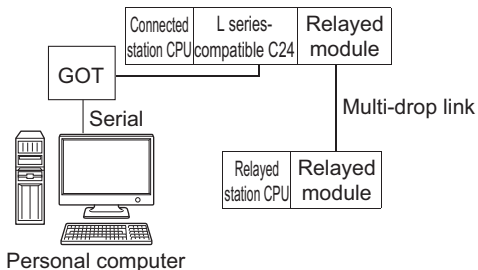 Connected
station CPU
L series-
compatible C24
Relayed
module
GOT
Serial
Multi-drop link
Relayed
station CPU
Relayed
module
Personal computer